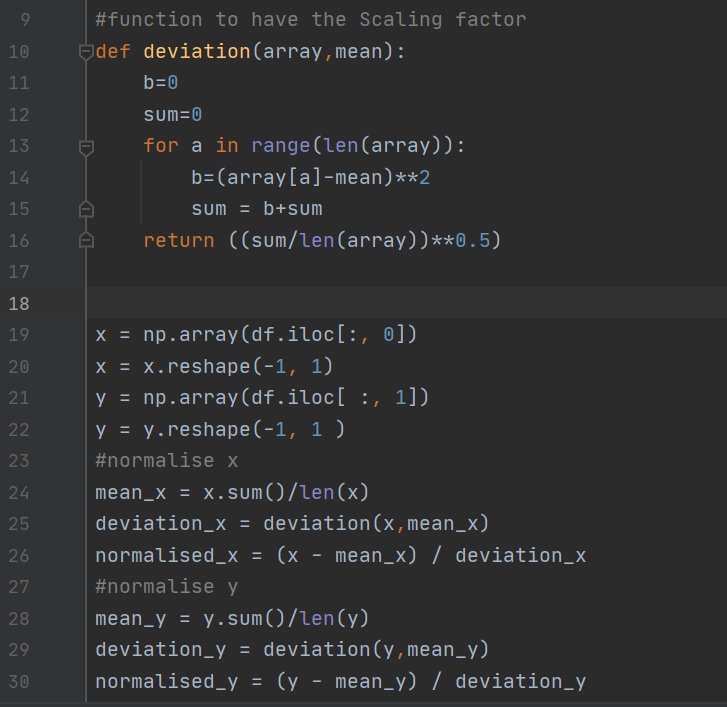 9 #function to have the Scaling factor
10 def deviation(array,mean):
11     b=0
12     sum=0
13     for a in range(len(array)):
14         b=(array[a]-mean)**2
15         sum = b+sum
16     return ((sum/len(array))**0.5)
17
18
19 x = np.array(df.iloc[:, 0])
20 x = x.reshape(-1, 1)
21 y = np.array(df.iloc[ :, 1])
22 y = y.reshape(-1, 1 )
23 #normalise x
24 mean_x = x.sum()/len(x)
25 deviation_x = deviation(x,mean_x)
26 normalised_x = (x - mean_x) / deviation_x
27 #normalise y
28 mean_y = y.sum()/len(y)
29 deviation_y = deviation(y,mean_y)
30 normalised_y = (y - mean_y) / deviation_y